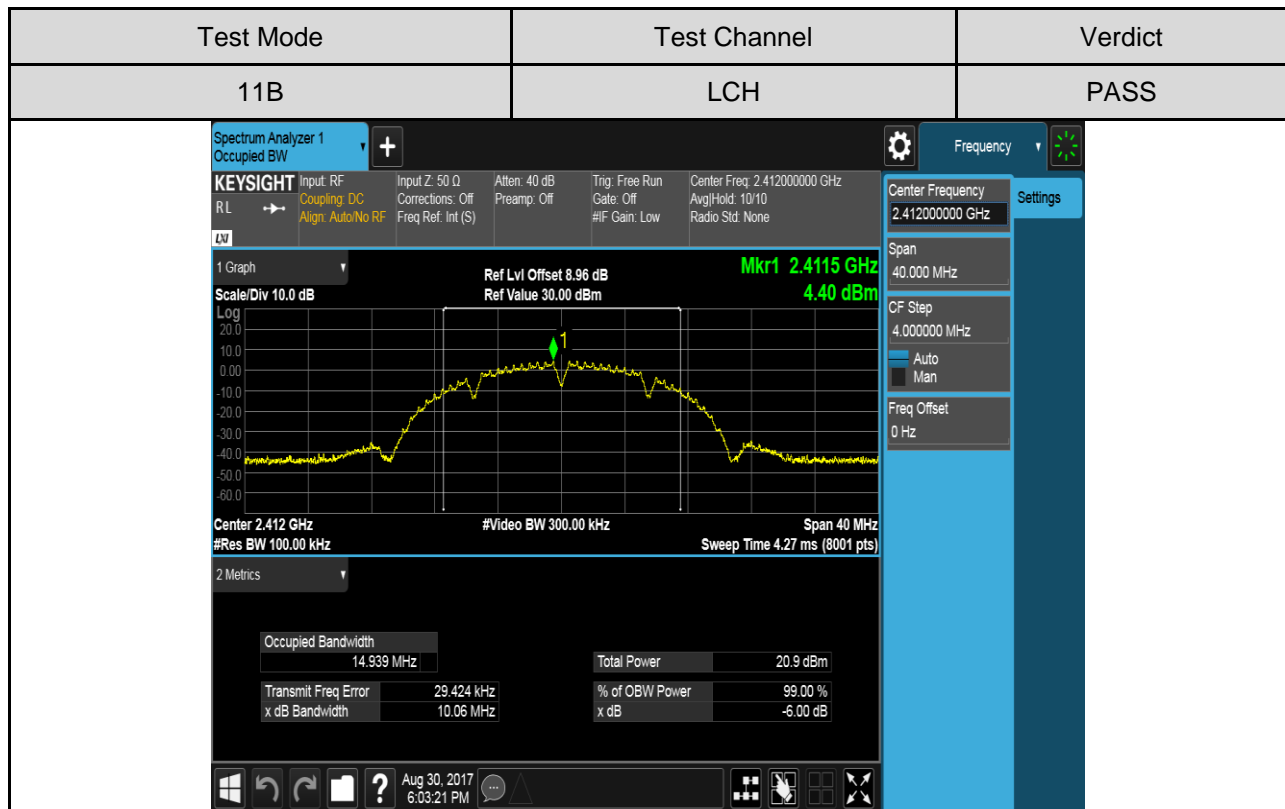 Test Mode Test Channel Verdict
11B LCH PASS
Spectrum Analyzer 1
Occupied BW
+
Frequency
KEYSIGHT Input: RF Input Z: 50 Ω Atten: 40 dB Trig: Free Run Center Freq: 2.412000000 GHz
RL Coupling: DC Corrections: Off Preamp: Off Gate: Off Avg|Hold: 10/10
Align: Auto/No RF Freq Ref: Int (S) #IF Gain: Low Radio Std: None
LXI
Center Frequency
2.412000000 GHz
Settings
Span
40.000 MHz
CF Step
4.000000 MHz
Auto
Man
Freq Offset
0 Hz
1 Graph Ref Lvl Offset 8.96 dB Mkr1 2.4115 GHz
Scale/Div 10.0 dB Ref Value 30.00 dBm 4.40 dBm
Log
20.0
1
10.0
0.00
-10.0
-20.0
-30.0
-40.0
-50.0
-60.0
Center 2.412 GHz #Video BW 300.00 kHz Span 40 MHz
#Res BW 100.00 kHz Sweep Time 4.27 ms (8001 pts)
2 Metrics
Occupied Bandwidth
14.939 MHz Total Power 20.9 dBm
Transmit Freq Error 29.424 kHz % of OBW Power 99.00 %
x dB Bandwidth 10.06 MHz x dB -6.00 dB
? Aug 30, 2017
6:03:21 PM